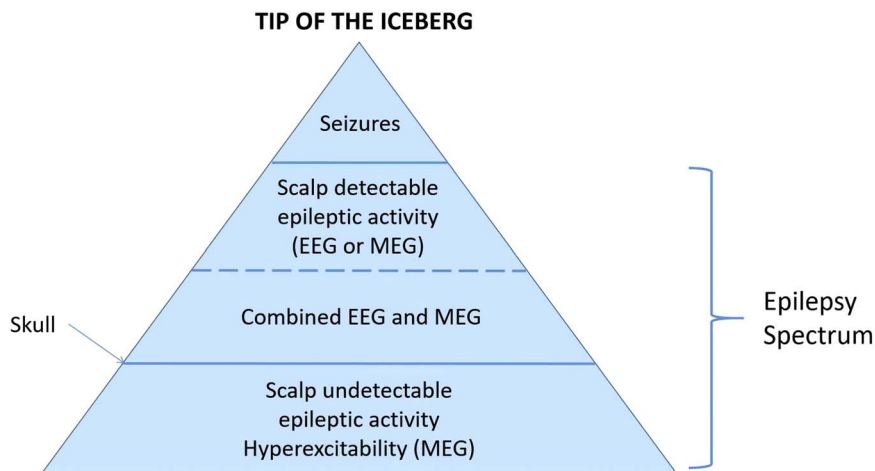 TIP OF THE ICEBERG
Seizures
Scalp detectable
epileptic activity
(EEG or MEG)
Combined EEG and MEG
Skull
Scalp undetectable
epileptic activity
Hyperexcitability (MEG)
Epilepsy
Spectrum